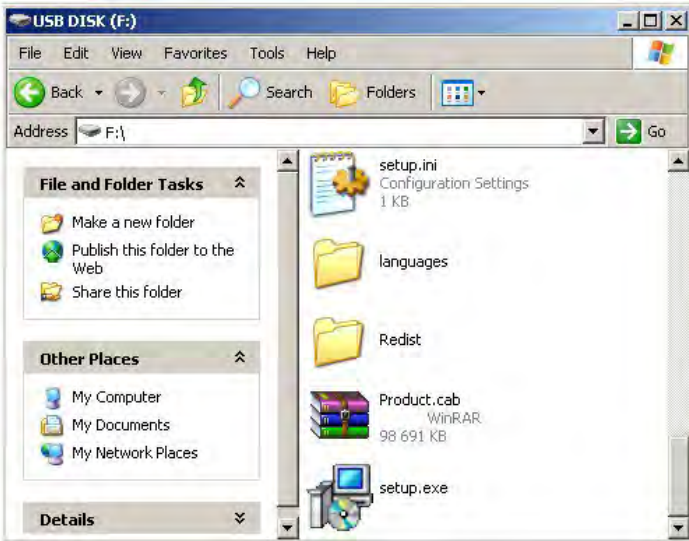 USB DISK (F:)
File Edit View Favorites Tools Help
Back Search Folders
Address F:\ Go
File and Folder Tasks
Make a new folder
Publish this folder to the
Web
Share this folder
Other Places
My Computer
My Documents
My Network Places
Details
setup.ini
Configuration Settings
1 KB
languages
Redist
Product.cab
WinRAR
98 691 KB
setup.exe